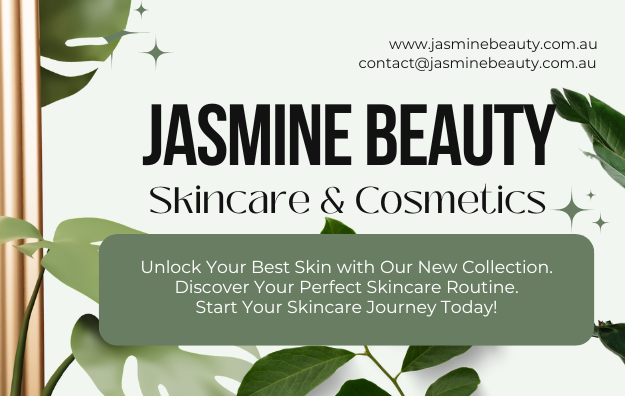 www.jasminebeauty.com.au
contact@jasminebeauty.com.au
JASMINE BEAUTY
Skincare & Cosmetics
Unlock Your Best Skin with Our New Collection.
Discover Your Perfect Skincare Routine.
Start Your Skincare Journey Today!